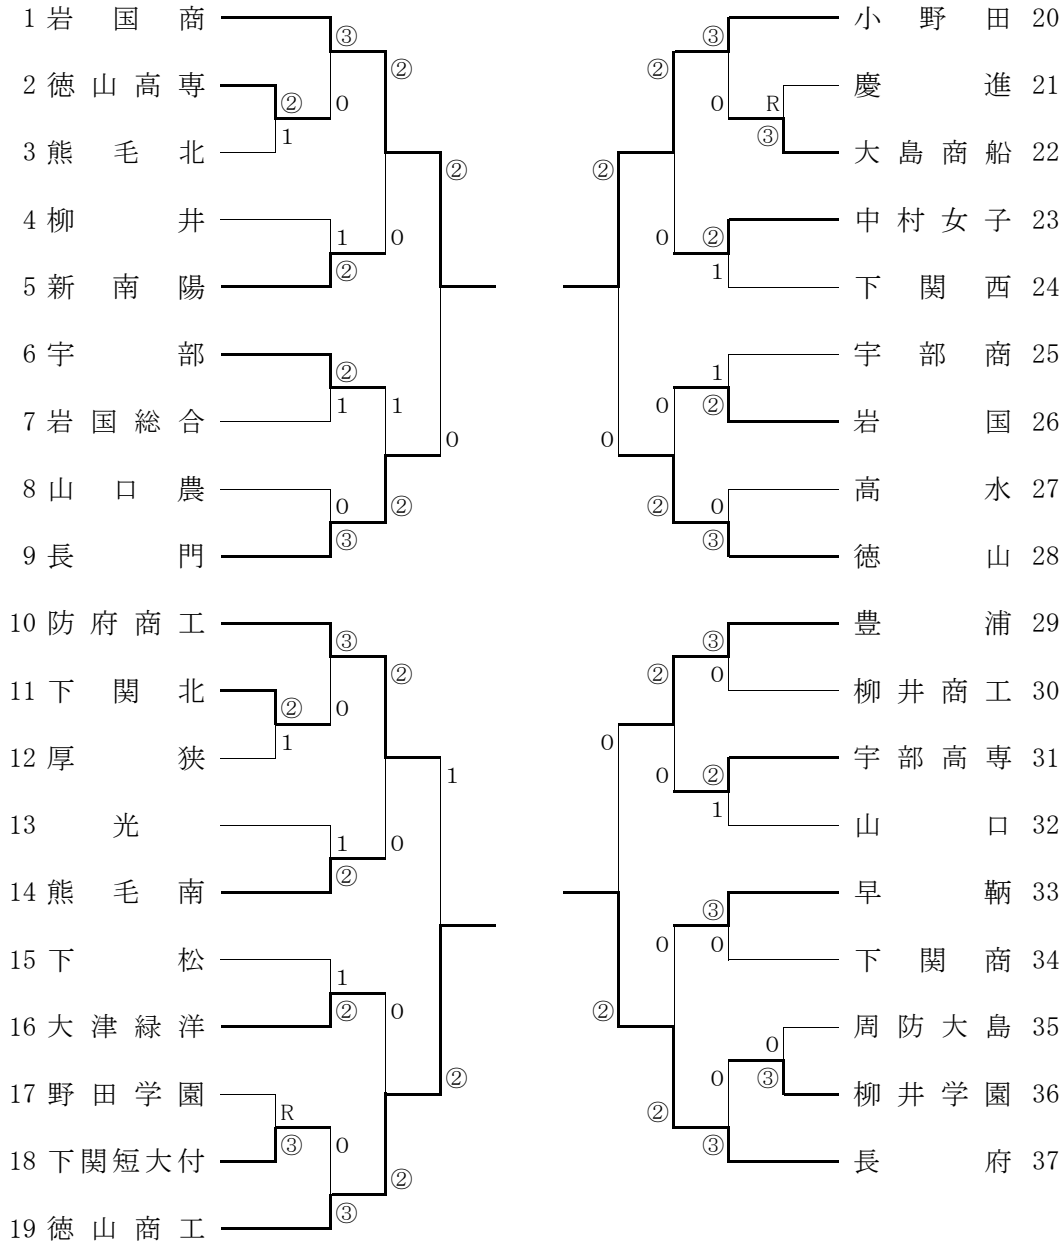 1 岩国商 ③ ③ 小野田 20
② ②
2 徳山高専 ② 0 0 R 慶進 21
1 ③
3 熊毛北 ② ② 大島商船 22
4 柳井 中村女子 23
1 0 0 ②
② 1
5 新南陽 下関西 24
6 宇部 宇部商 25
② 1
1 1 0 ②
7 岩国総合 0 0 岩国 26
8 山口農 高水 27
0 ② ② 0
③ ③
9 長門 徳山 28
10 防府商工 豊浦 29
③ ③
② ② 0
11 下関北 柳井商工 30
② 0
1 0
12 厚狭 1 宇部高専 31
0 ②
1
13 光 山口 32
1 0
②
14 熊毛南 早鞆 33
③
0 0
15 下松 下関商 34
1
② 0 ②
16 大津緑洋 周防大島 35
0
② 0 ③
17 野田学園 柳井学園 36
R ②
③ 0 ③
18 下関短大付 長府 37
②
③
19 徳山商工